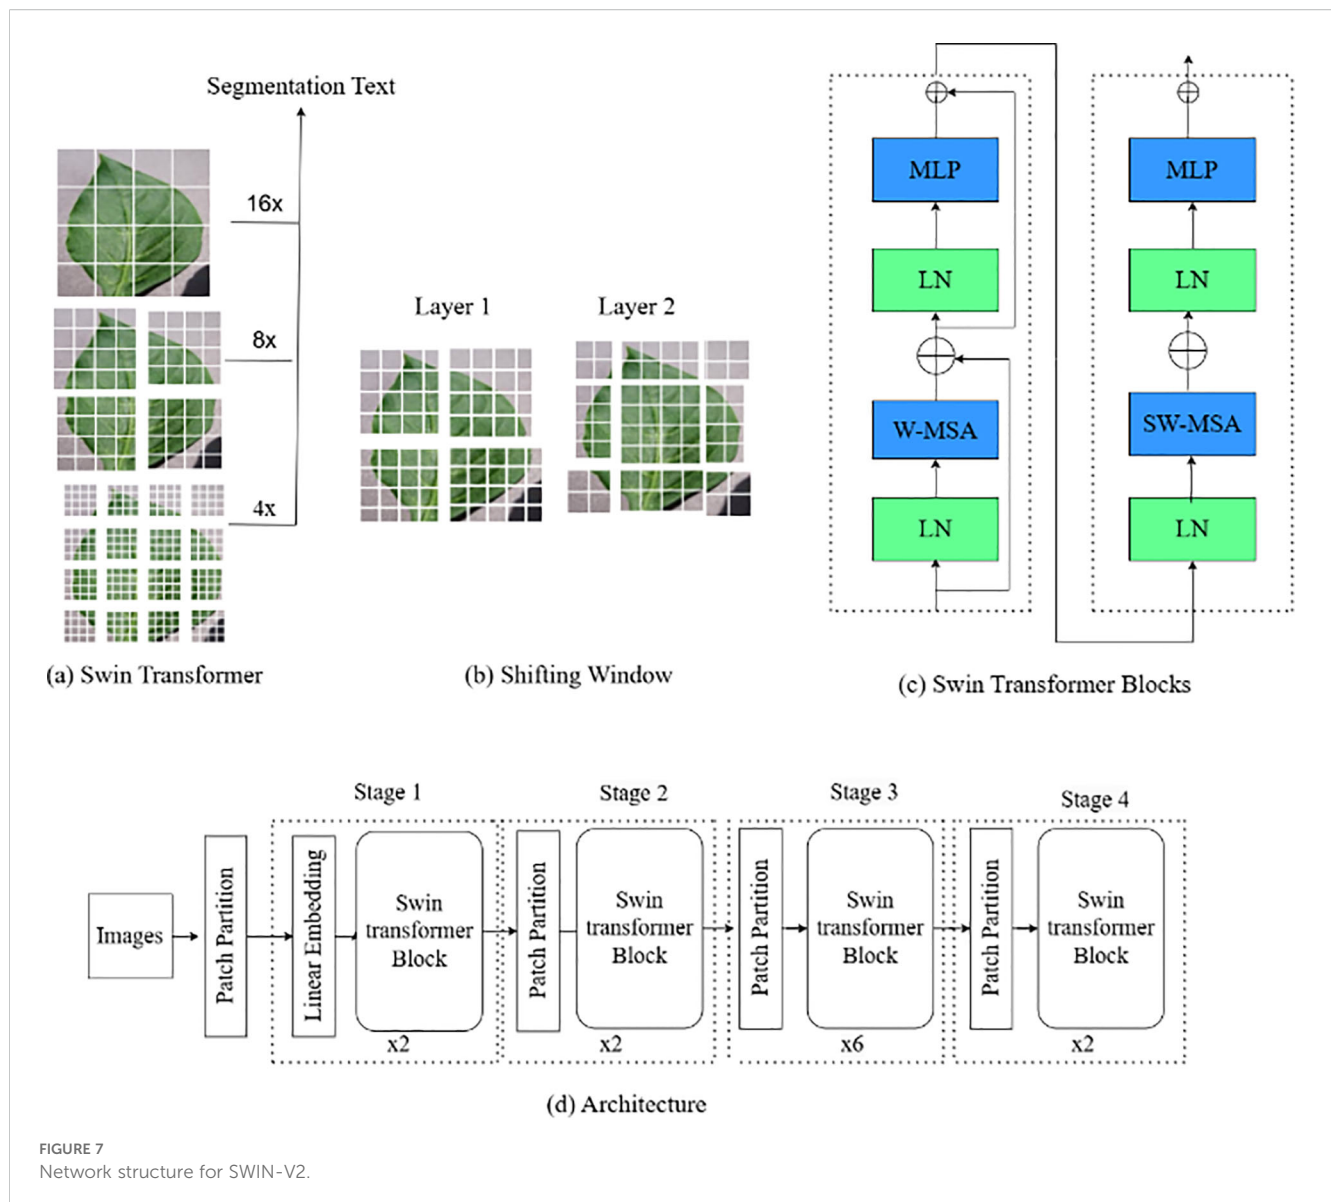 Segmentation Text
16x
8x
4x
(a) Swin Transformer
Layer 1
Layer 2
(b) Shifting Window
MLP
LN
W-MSA
LN
MLP
LN
SW-MSA
LN
(c) Swin Transformer Blocks
Stage 1
Stage 2
Stage 3
Stage 4
Images
Patch Partition
Linear Embedding
Swin
transformer
Block
x2
Patch Partition
Swin
transformer
Block
x2
Patch Partition
Swin
transformer
Block
x6
Patch Partition
Swin
transformer
Block
x2
(d) Architecture
FIGURE 7
Network structure for SWIN-V2.